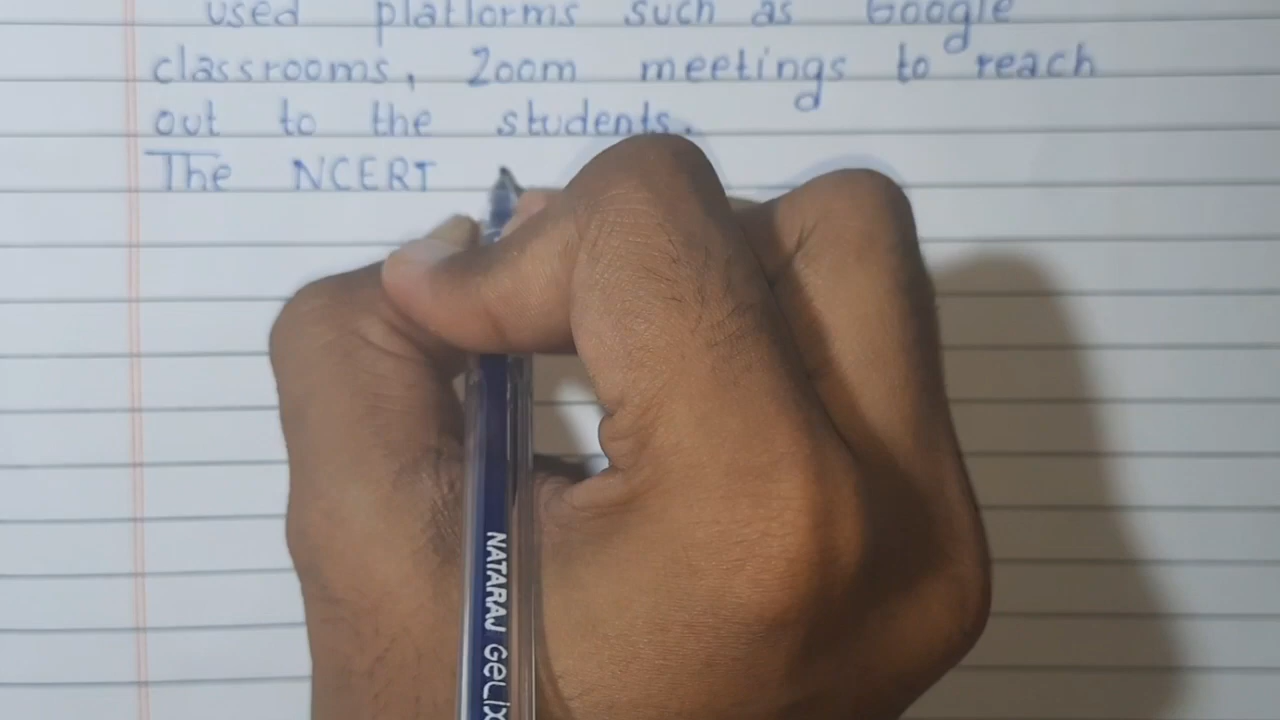 used platforms such as Google
classrooms, Zoom meetings to reach
out to the students.
The NCERT
NATARAJ GELIX